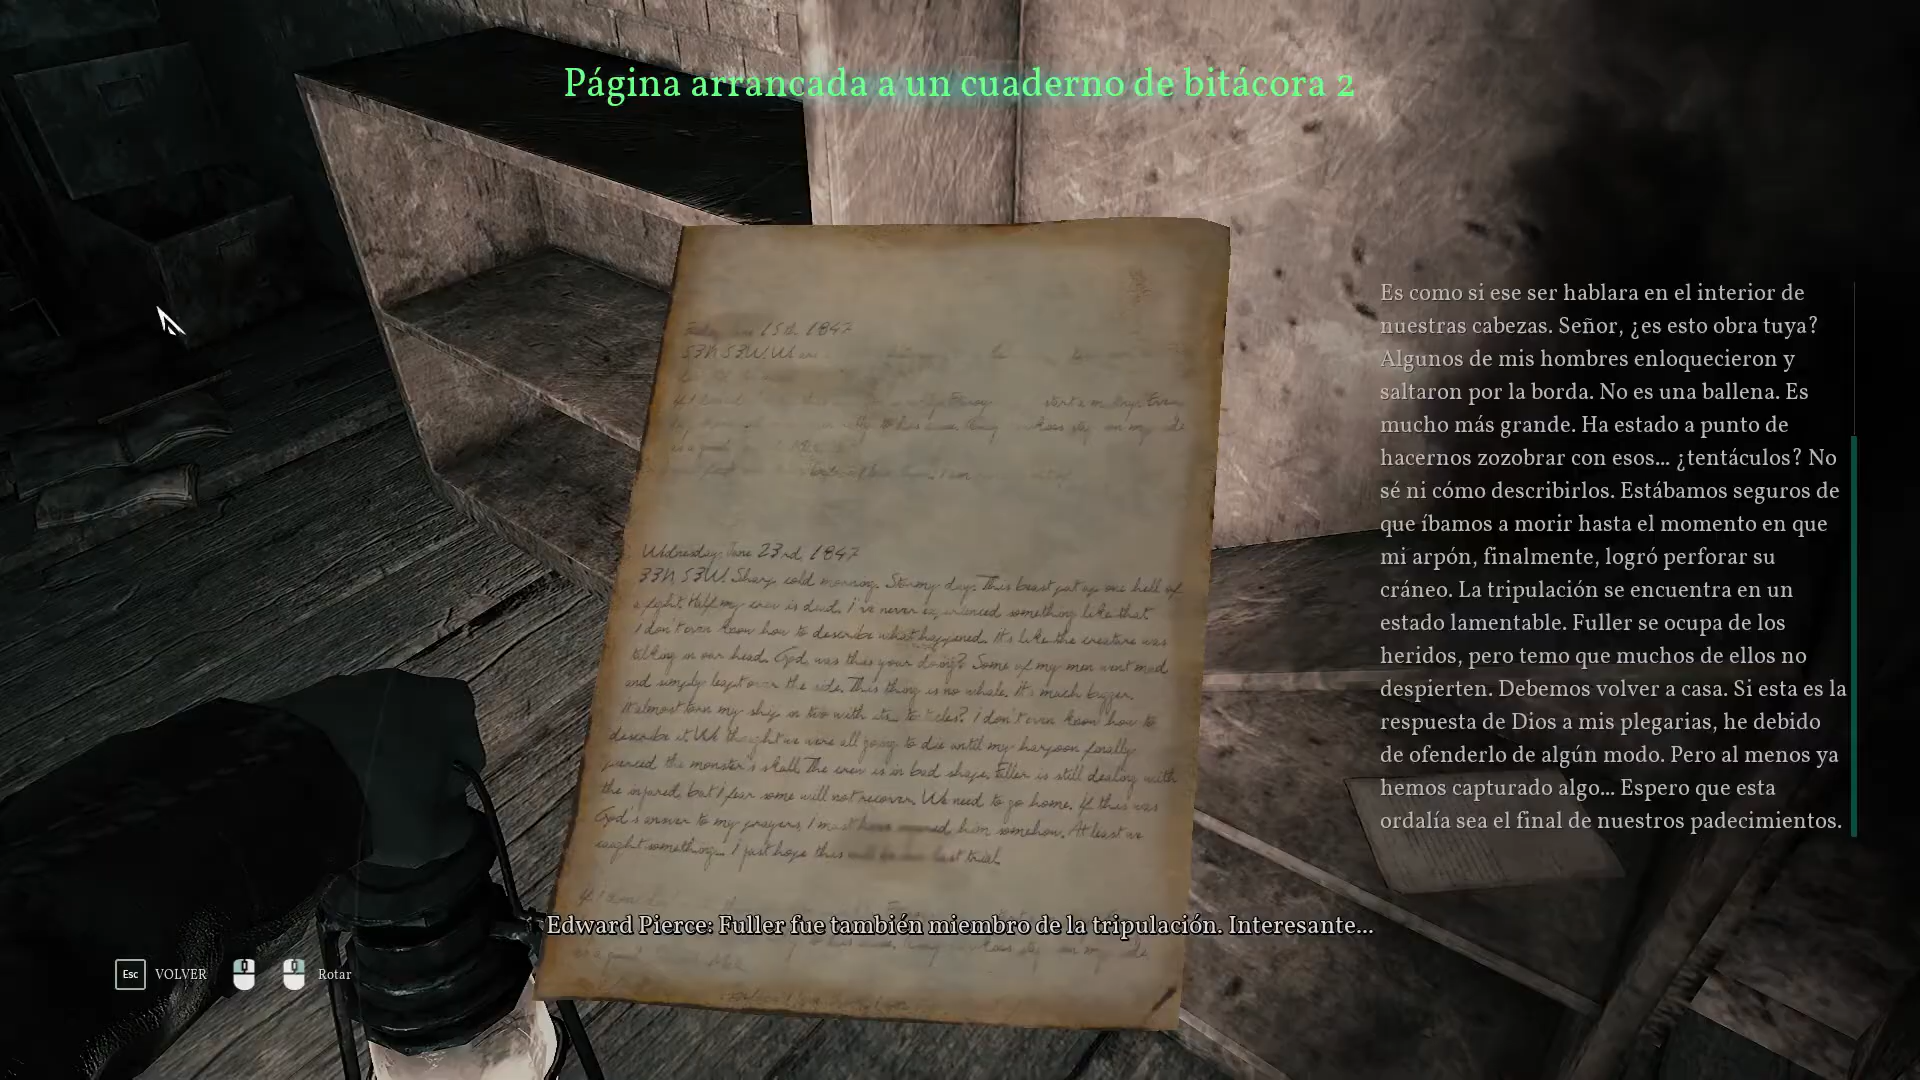 Página arrancada a un cuaderno de bitácora 2
15th, 1847
53N 53W. We are
Wednesday, June 23rd, 1847
33N 53W. Sharp cold morning. Stormy day. This beast put up one hell of
a fight. Half my crew is dead. I've never experienced something like that.
I don't even know how to describe what happened. It's like the creature was
talking in our head. God, was this your doing? Some of my men went mad
and simply leapt over the side. This thing is no whale. It's much bigger.
It almost torn my ship in two with its tentacles? I don't even know how to
describe it. We thought we were all going to die until my harpoon finally
pierced the monster's skull. The crew is in bad shape. Fuller is still dealing with
the injured, but I fear some will not recover. We need to go home. If this was
God's answer to my prayers, I must have him somehow. At least we
caught something. I just hope this last trial.
Es como si ese ser hablara en el interior de
nuestras cabezas. Señor, ¿es esto obra tuya?
Algunos de mis hombres enloquecieron y
saltaron por la borda. No es una ballena. Es
mucho más grande. Ha estado a punto de
hacernos zozobrar con esos... ¿tentáculos? No
sé ni cómo describirlos. Estábamos seguros de
que íbamos a morir hasta el momento en que
mi arpón, finalmente, logró perforar su
cráneo. La tripulación se encuentra en un
estado lamentable. Fuller se ocupa de los
heridos, pero temo que muchos de ellos no
despierten. Debemos volver a casa. Si esta es la
respuesta de Dios a mis plegarias, he debido
de ofenderlo de algún modo. Pero al menos ya
hemos capturado algo... Espero que esta
ordalía sea el final de nuestros padecimientos.
Edward Pierce: Fuller fue también miembro de la tripulación. Interesante...
Esc VOLVER Rotar